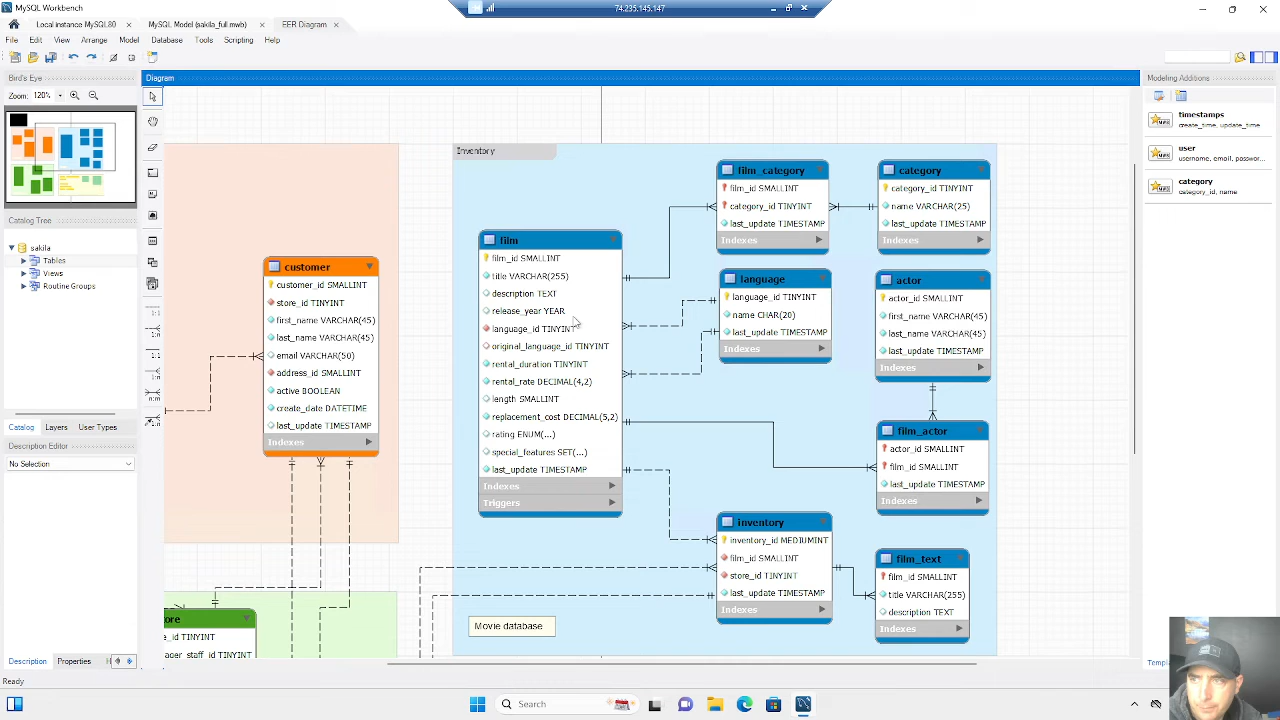 MySQL Workbench
74.235.145.147
Local instance MySQL80
MySQL Model (sakila_full.mwb)
EER Diagram
File
Edit
View
Arrange
Model
Database
Tools
Scripting
Help
Bird's Eye
Zoom: 120%
Catalog Tree
sakila
Tables
Views
Routine Groups
Catalog
Layers
User Types
Description Editor
No Selection
Description
Properties
Ready
Diagram
Inventory
customer
customer_id SMALLINT
store_id TINYINT
first_name VARCHAR(45)
last_name VARCHAR(45)
email VARCHAR(50)
address_id SMALLINT
active BOOLEAN
create_date DATETIME
last_update TIMESTAMP
Indexes
ore
_id TINYINT
ager_staff_id TINYINT
film
film_id SMALLINT
title VARCHAR(255)
description TEXT
release_year YEAR
language_id TINYINT
original_language_id TINYINT
rental_duration TINYINT
rental_rate DECIMAL(4,2)
length SMALLINT
replacement_cost DECIMAL(5,2)
rating ENUM(...)
special_features SET(...)
last_update TIMESTAMP
Indexes
Triggers
Movie database
film_category
film_id SMALLINT
category_id TINYINT
last_update TIMESTAMP
Indexes
category
category_id TINYINT
name VARCHAR(25)
last_update TIMESTAMP
Indexes
language
language_id TINYINT
name CHAR(20)
last_update TIMESTAMP
Indexes
actor
actor_id SMALLINT
first_name VARCHAR(45)
last_name VARCHAR(45)
last_update TIMESTAMP
Indexes
film_actor
actor_id SMALLINT
film_id SMALLINT
last_update TIMESTAMP
Indexes
inventory
inventory_id MEDIUMINT
film_id SMALLINT
store_id TINYINT
last_update TIMESTAMP
Indexes
film_text
film_id SMALLINT
title VARCHAR(255)
description TEXT
Indexes
Modeling Additions
timestamps
create_time, update_time
user
username, email, passwor...
category
category_id, name
Templ
Search